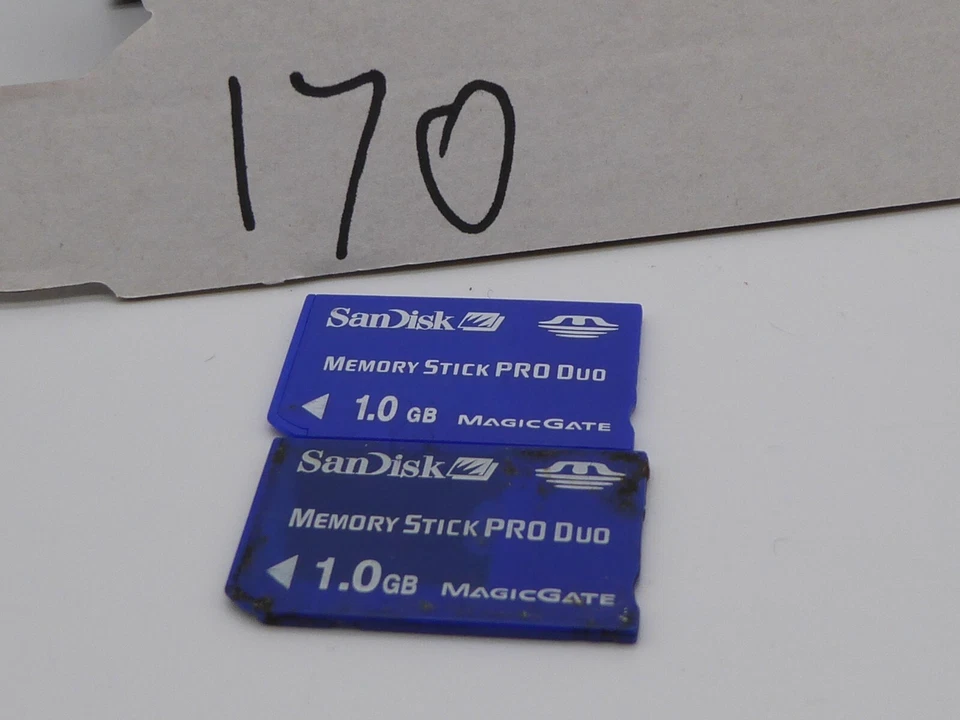 170
SanDisk
MEMORY STICK PRO DUO
1.0 GB MAGICGATE
SanDisk
MEMORY STICK PRO DUO
1.0GB MAGICGATE